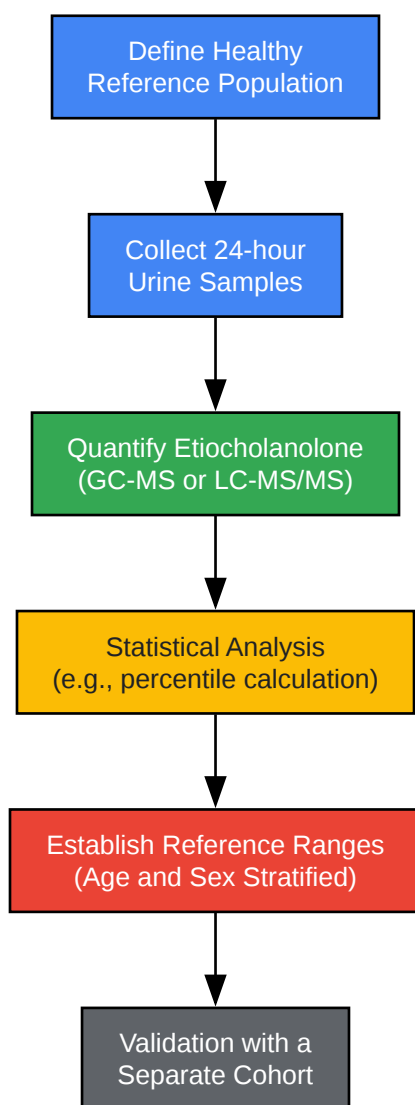 Define Healthy
Reference Population
Collect 24-hour
Urine Samples
Quantify Etiocholanolone
(GC-MS or LC-MS/MS)
Statistical Analysis
(e.g., percentile calculation)
Establish Reference Ranges
(Age and Sex Stratified)
Validation with a
Separate Cohort